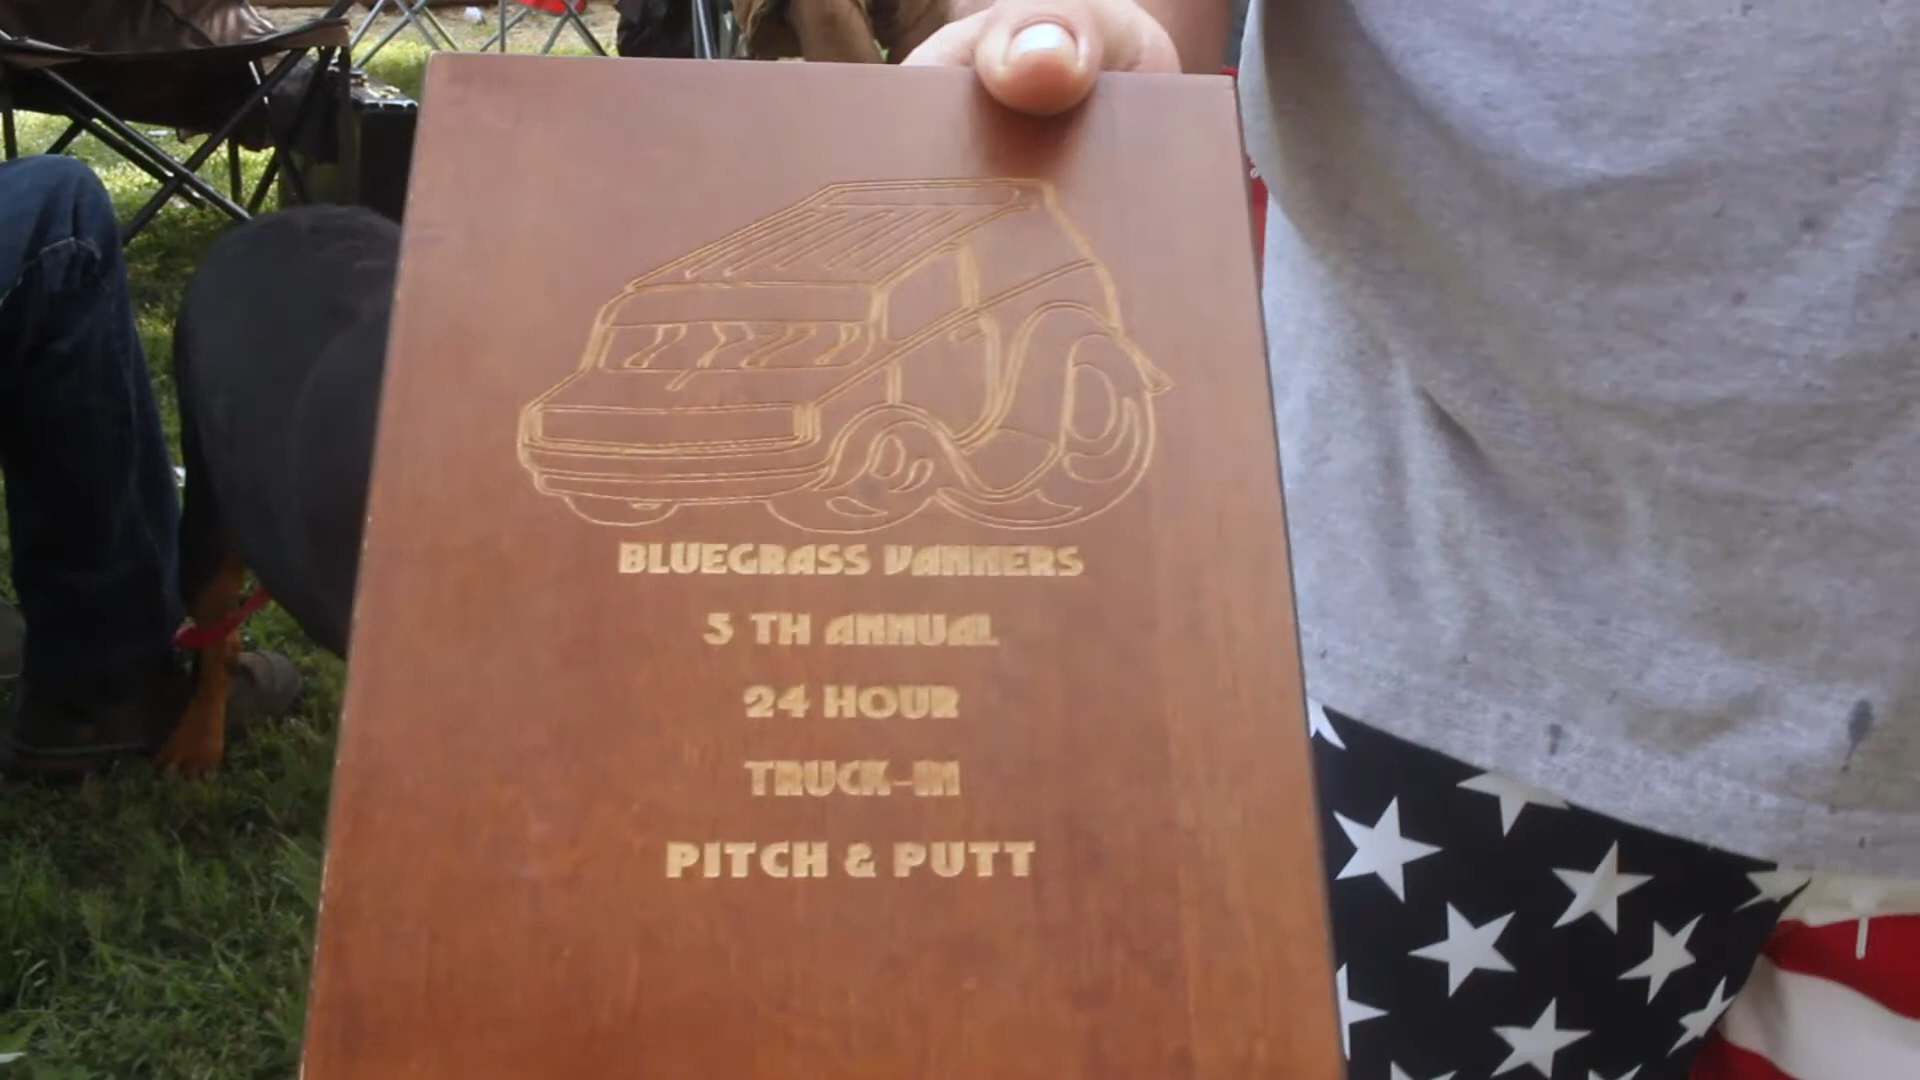 BLUEGRASS VANNERS
5 TH ANNUAL
24 HOUR
TRUCK-IN
PITCH & PUTT